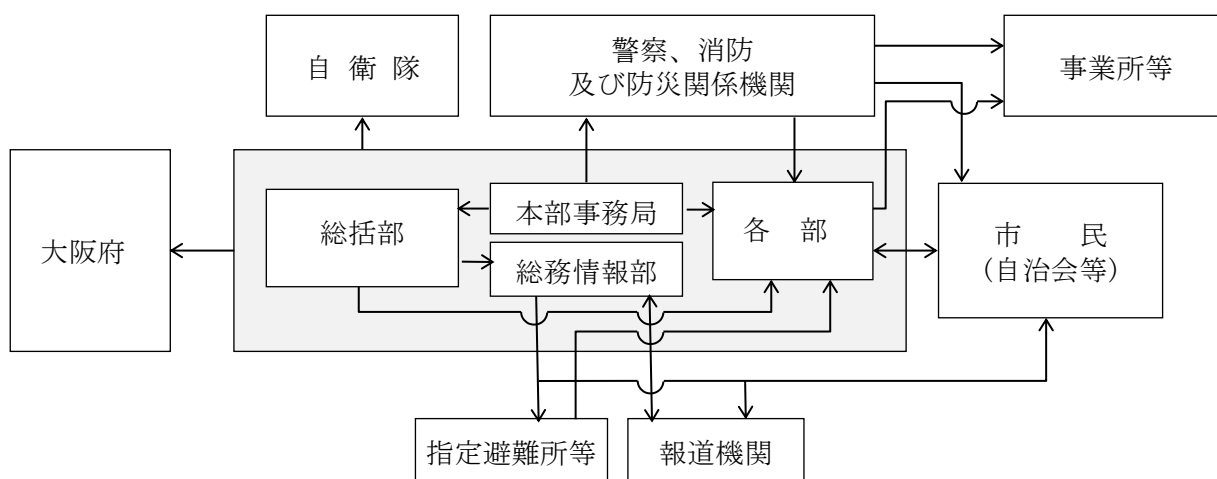 自 衛 隊
警察、消防
及び防災関係機関
事業所等
大阪府
総括部
本部事務局
総務情報部
各 部
市 民
(自治会等)
指定避難所等
報道機関